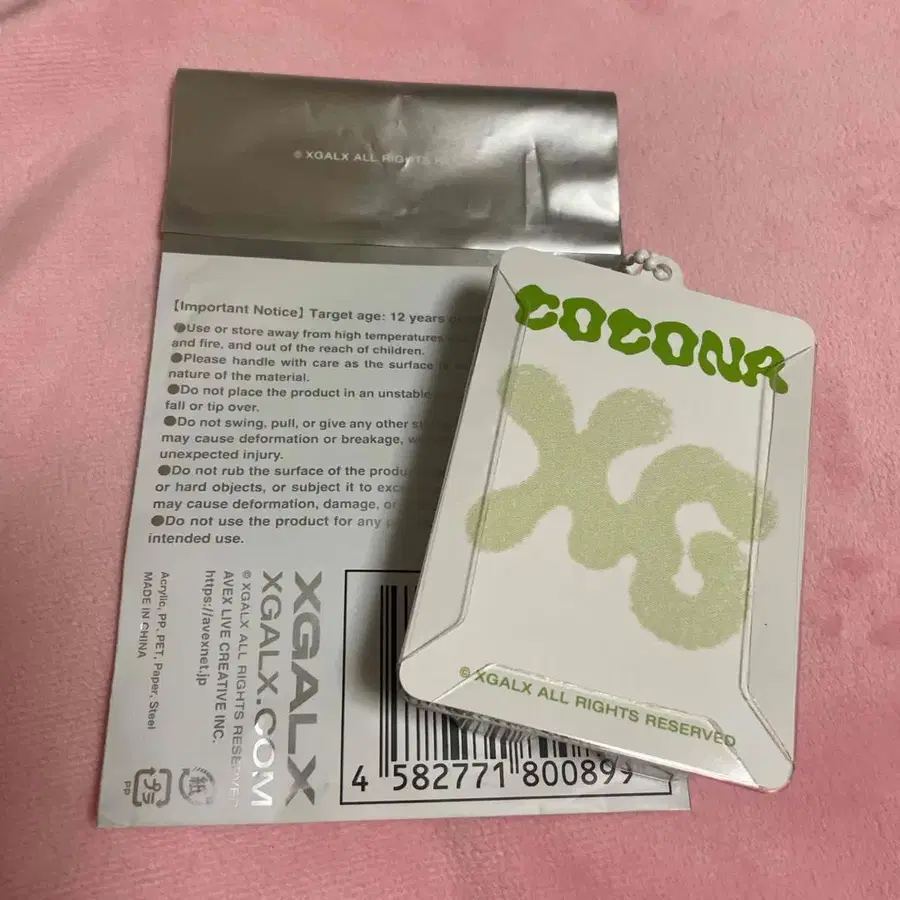 © XGALX ALL RIGHTS
【Important Notice】 Target age: 12 years
●Use or store away from high temperatures
and fire, and out of the reach of children.
●Please handle with care as the surface
nature of the material.
●Do not place the product in an unstable
fall or tip over.
●Do not swing, pull, or give any other
may cause deformation or breakage,
unexpected injury.
●Do not rub the surface of the
or hard objects, or subject it to
may cause deformation, damage, or
●Do not use the product for any
intended use.
XGALX
XGALX.COM
© XGALX ALL RIGHTS
AVEX LIVE CREATIVE INC.
https://avexnet.jp
Acrylic, PP, PET, Paper, Steel
MADE IN CHINA
紙
プラ
PP
4 582771 800899
COCONA
XG
© XGALX ALL RIGHTS RESERVED